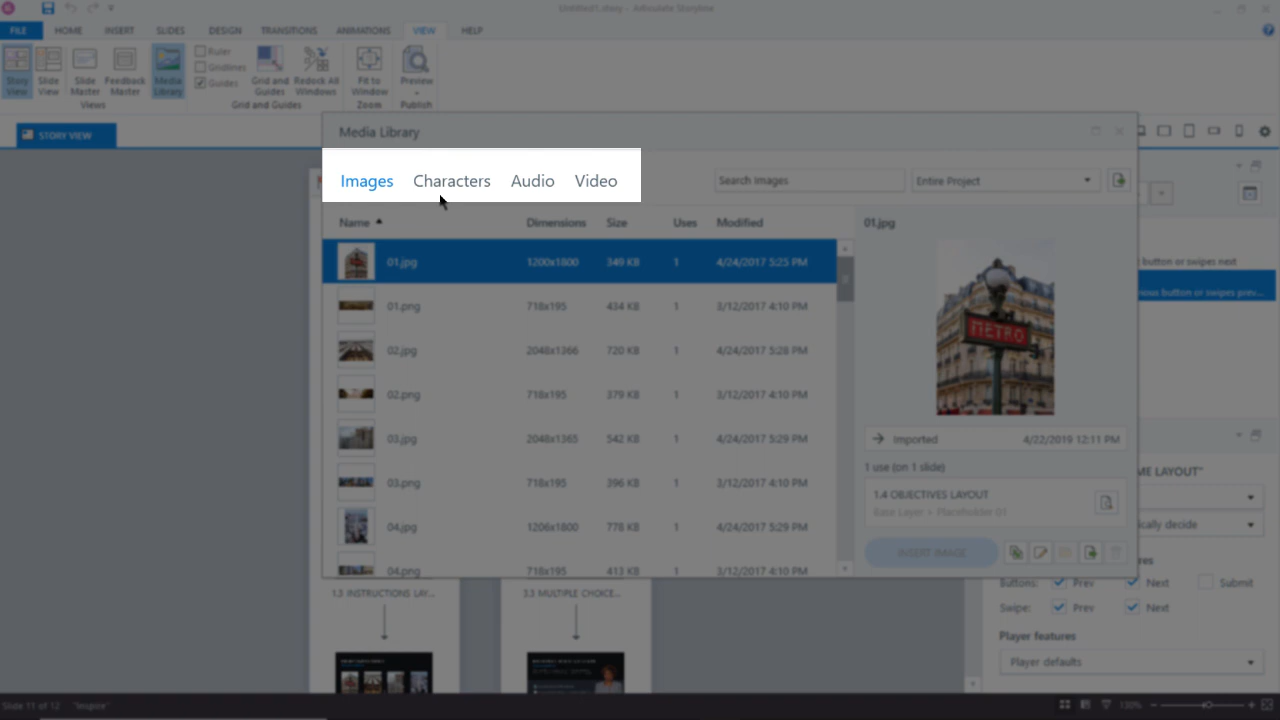 Untitled1.story - Articulate Storyline
FILE HOME INSERT SLIDES DESIGN TRANSITIONS ANIMATIONS VIEW HELP
Story View
Slide View
Slide Master
Feedback Master
Media Library
Views
Ruler
Gridlines
Guides
Grid and Guides
Redock All Windows
Grid and Guides
Fit to Window
Zoom
Preview
Publish
STORY VIEW
Media Library
Images Characters Audio Video
Search Images
Entire Project
Name Dimensions Size Uses Modified
01.jpg 1200x1800 349 KB 1 4/24/2017 5:25 PM
01.png 718x195 434 KB 1 3/12/2017 4:10 PM
02.jpg 2048x1366 720 KB 1 4/24/2017 5:28 PM
02.png 718x195 379 KB 1 3/12/2017 4:10 PM
03.jpg 2048x1365 542 KB 1 4/24/2017 5:29 PM
03.png 718x195 396 KB 1 3/12/2017 4:10 PM
04.jpg 1206x1800 778 KB 1 4/24/2017 5:29 PM
04.png 718x195 413 KB 1 3/12/2017 4:10 PM
01.jpg
METRO
Imported 4/22/2019 12:11 PM
1 use (on 1 slide)
1.4 OBJECTIVES LAYOUT
Base Layer • Placeholder 01
INSERT IMAGE
button or swipes next
ious button or swipes prev...
ME LAYOUT"
ically decide
res
Buttons: Prev Next Submit
Swipe: Prev Next
Player features
Player defaults
1.3 INSTRUCTIONS LAY...
3.3 MULTIPLE CHOICE...
Slide 11 of 12 "Inspire"
130%